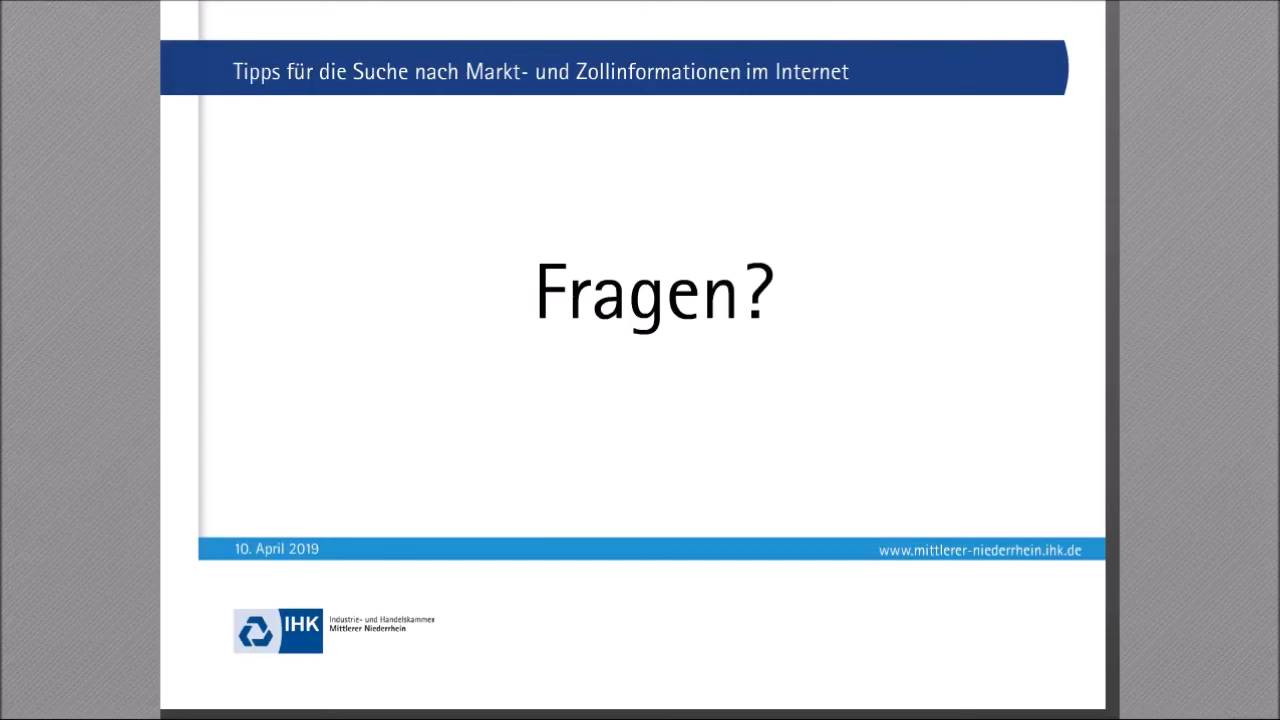 Tipps für die Suche nach Markt- und Zollinformationen im Internet
Fragen?
10. April 2019
www.mittlerer-niederrhein.ihk.de
IHK
Industrie- und Handelskammer
Mittlerer Niederrhein